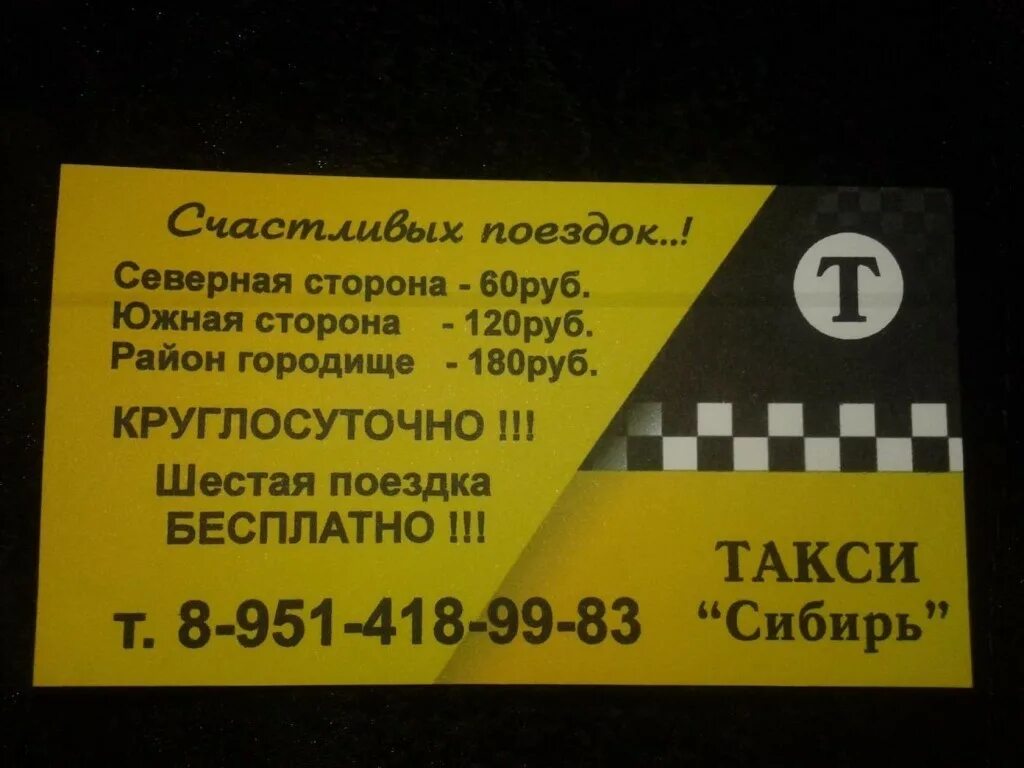 Счастливых поездок..!
Северная сторона - 60руб.
Южная сторона - 120руб.
Район городище - 180руб.
КРУГЛОСУТОЧНО !!!
Шестая поездка
БЕСПЛАТНО !!!
т. 8-951-418-99-83
Т
ТАКСИ
“Сибирь”